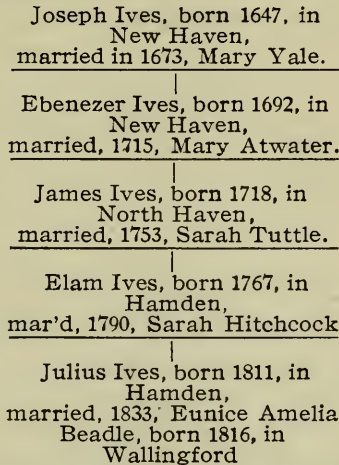 Joseph Ives, born 1647, in
New Haven,
married in 1673, Mary Yale.
Ebenezer Ives, born 1692, in
New Haven,
married, 1715, Mary Atwater.
James Ives, born 1718, in
North Haven,
married, 1753, Sarah Tuttle.
Elam Ives, born 1767, in
Hamden,
mar'd, 1790, Sarah Hitchcock
Julius Ives, born 1811, in
Hamden,
married, 1833, Eunice Amelia
Beadle, born 1816, in
Wallingford